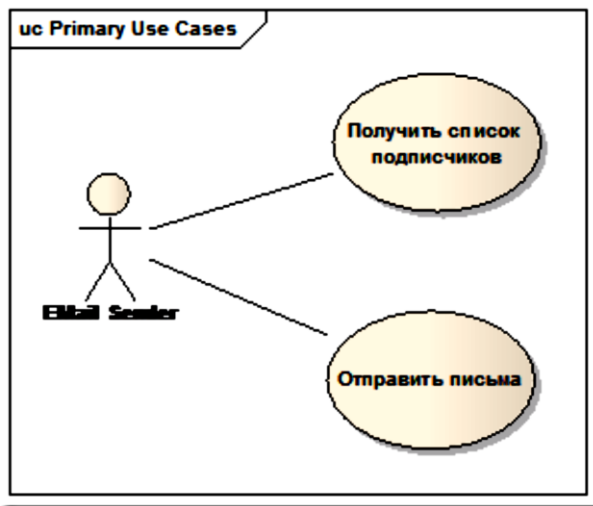 uc Primary Use Cases
Получить список
подписчиков
EMail Sender
Отправить письма